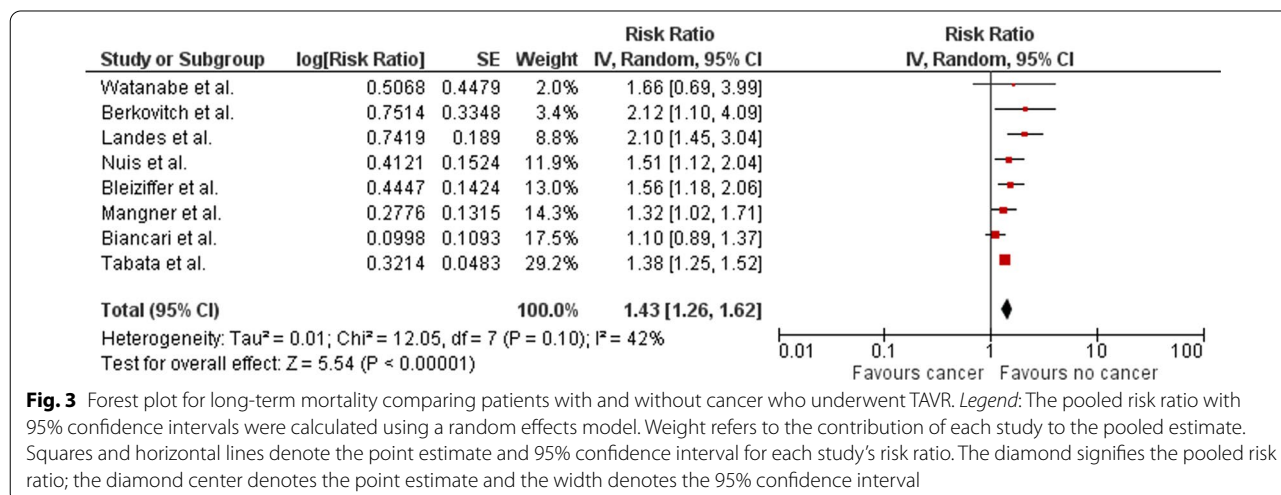 Risk Ratio Risk Ratio
Study or Subgroup log[Risk Ratio] SE Weight IV, Random, 95% CI IV, Random, 95% CI
Watanabe et al. 0.5068 0.4479 2.0% 1.66 [0.69, 3.99]
Berkovitch et al. 0.7514 0.3348 3.4% 2.12 [1.10, 4.09]
Landes et al. 0.7419 0.189 8.8% 2.10 [1.45, 3.04]
Nuis et al. 0.4121 0.1524 11.9% 1.51 [1.12, 2.04]
Bleiziffer et al. 0.4447 0.1424 13.0% 1.56 [1.18, 2.06]
Mangner et al. 0.2776 0.1315 14.3% 1.32 [1.02, 1.71]
Biancari et al. 0.0998 0.1093 17.5% 1.10 [0.89, 1.37]
Tabata et al. 0.3214 0.0483 29.2% 1.38 [1.25, 1.52]
Total (95% CI) 100.0% 1.43 [1.26, 1.62]
Heterogeneity: Tau² = 0.01; Chi² = 12.05, df = 7 (P = 0.10); I² = 42%
Test for overall effect: Z = 5.54 (P < 0.00001)
0.01 0.1 1 10 100
Favours cancer Favours no cancer
Fig. 3 Forest plot for long-term mortality comparing patients with and without cancer who underwent TAVR. Legend: The pooled risk ratio with
95% confidence intervals were calculated using a random effects model. Weight refers to the contribution of each study to the pooled estimate.
Squares and horizontal lines denote the point estimate and 95% confidence interval for each study's risk ratio. The diamond signifies the pooled risk
ratio; the diamond center denotes the point estimate and the width denotes the 95% confidence interval